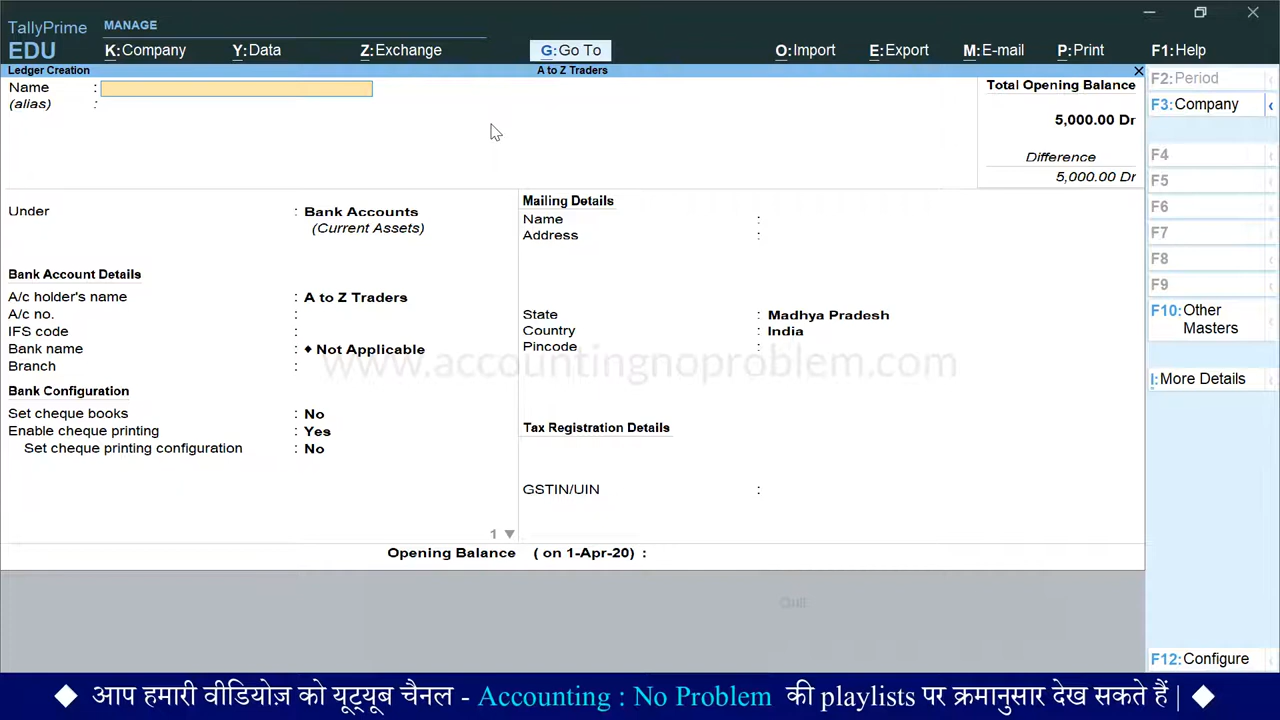 TallyPrime
EDU
MANAGE
K:Company Y:Data Z:Exchange G:Go To O:Import E:Export M:E-mail P:Print F1:Help
Ledger Creation A to Z Traders
Name :
(alias) :
Total Opening Balance
5,000.00 Dr
Difference
5,000.00 Dr
Under : Bank Accounts
(Current Assets)
Bank Account Details
A/c holder's name : A to Z Traders
A/c no. :
IFS code :
Bank name : ♦ Not Applicable
Branch :
Bank Configuration
Set cheque books : No
Enable cheque printing : Yes
Set cheque printing configuration : No
1 ▼
Mailing Details
Name :
Address :
State : Madhya Pradesh
Country : India
Pincode :
www.accountingnoproblem.com
Tax Registration Details
GSTIN/UIN :
Opening Balance ( on 1-Apr-20) :
Quit
F2:Period
F3:Company
F4
F5
F6
F7
F8
F9
F10:Other
Masters
I:More Details
F12:Configure
◆ आप हमारी वीडियोज़ को यूट्यूब चैनल - Accounting : No Problem की playlists पर क्रमानुसार देख सकते हैं | ◆